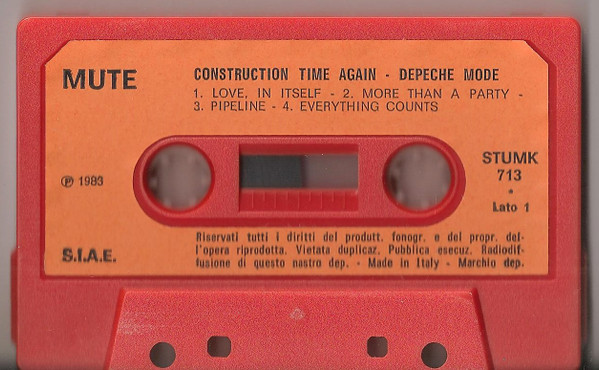 MUTE
CONSTRUCTION TIME AGAIN - DEPECHE MODE
1. LOVE, IN ITSELF - 2. MORE THAN A PARTY -
3. PIPELINE - 4. EVERYTHING COUNTS
℗ 1983
STUMK
713
•
Lato 1
S.I.A.E.
Riservati tutti i diritti del produtt. fonogr. e del propr. del-
l'opera riprodotta. Vietata duplicaz. Pubblica esecuz. Radiodif-
fusione di questo nastro dep. - Made in Italy - Marchio dep.